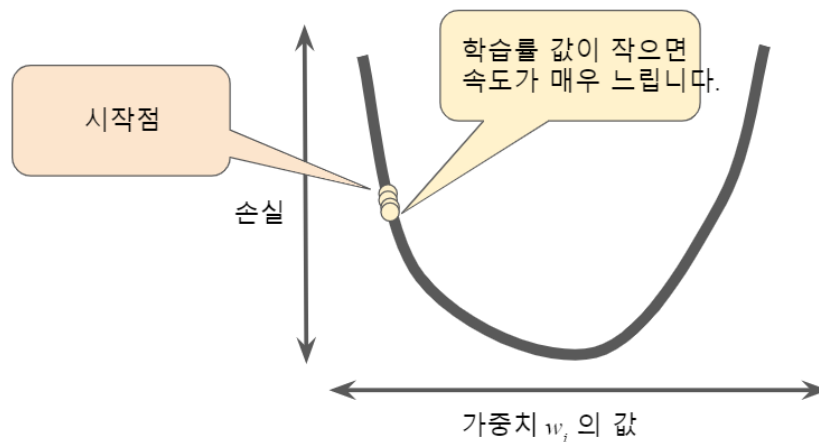 학습률 값이 작으면
속도가 매우 느립니다.
시작점
손실
가중치 wᵢ 의 값